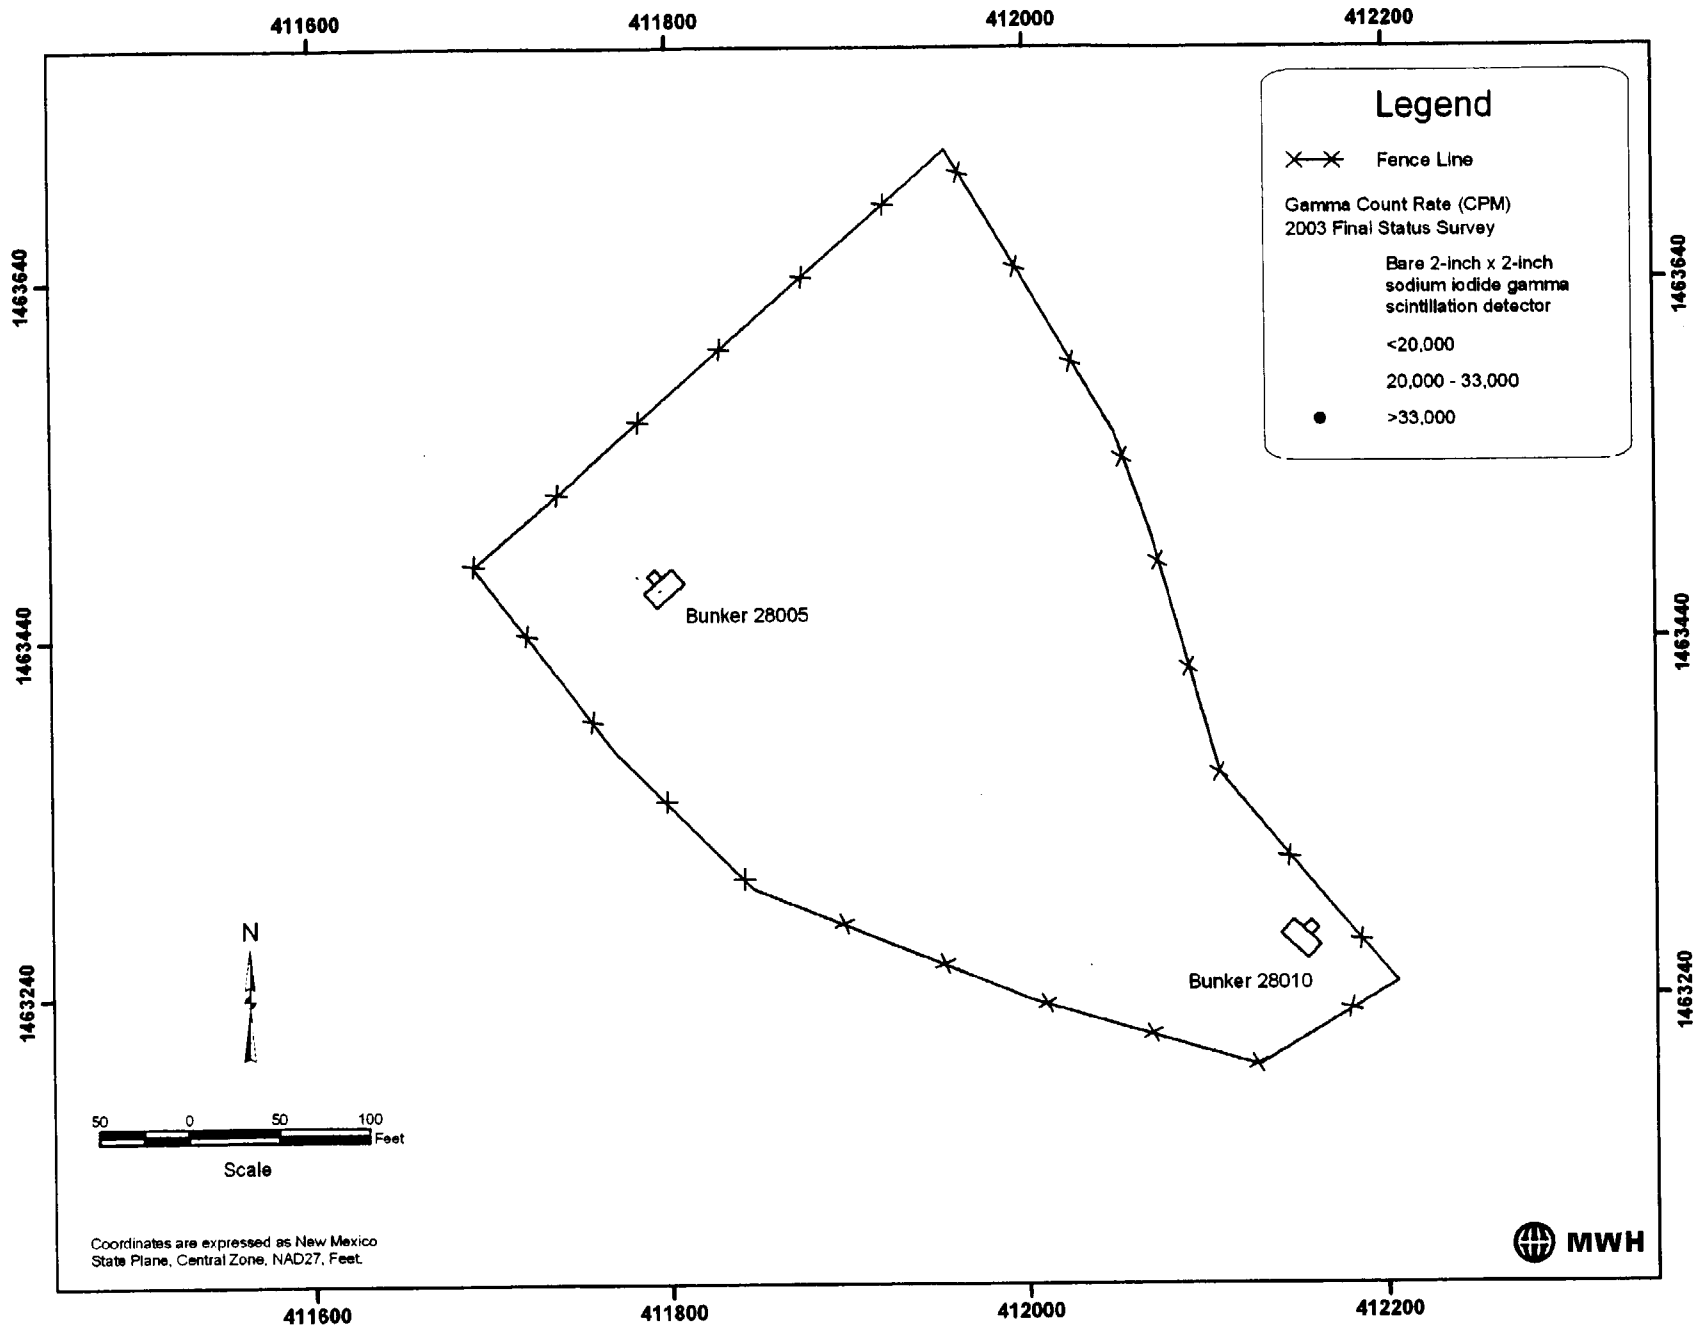 411600
411800
412000
412200
Legend
Fence Line
Gamma Count Rate (CPM)
2003 Final Status Survey
Bare 2-inch x 2-inch
sodium iodide gamma
scintillation detector
<20,000
20,000 - 33,000
>33,000
1463640
1463640
Bunker 28005
1463440
1463440
N
Bunker 28010
1463240
1463240
50 0 50 100
Feet
Scale
Coordinates are expressed as New Mexico
State Plane, Central Zone, NAD27, Feet.
MWH
411600
411800
412000
412200